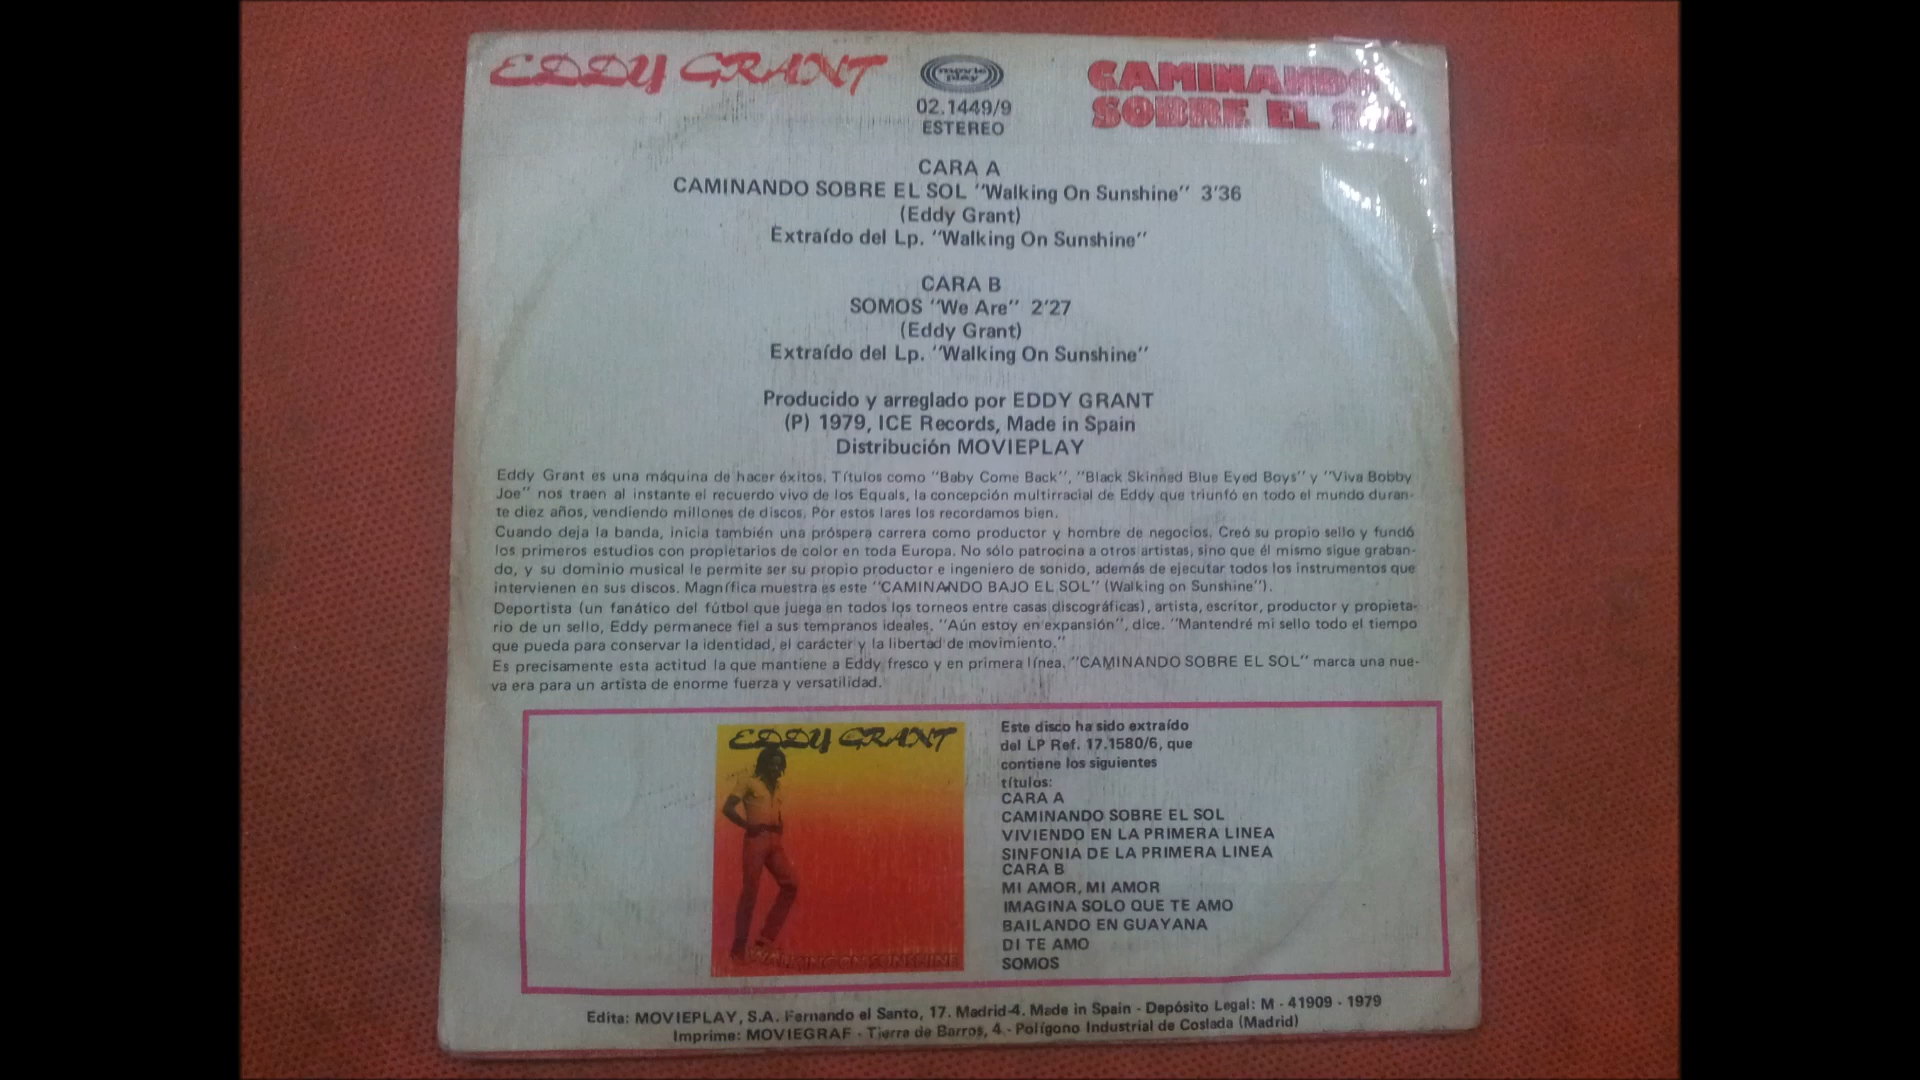 EDDY GRANT
movie play
02.1449/9
ESTEREO
CAMINANDO
SOBRE EL SOL
CARA A
CAMINANDO SOBRE EL SOL "Walking On Sunshine" 3'36
(Eddy Grant)
Extraído del Lp. "Walking On Sunshine"
CARA B
SOMOS "We Are" 2'27
(Eddy Grant)
Extraído del Lp. "Walking On Sunshine"
Producido y arreglado por EDDY GRANT
(P) 1979, ICE Records, Made in Spain
Distribución MOVIEPLAY
Eddy Grant es una máquina de hacer éxitos. Títulos como "Baby Come Back", "Black Skinned Blue Eyed Boys" y "Viva Bobby
Joe" nos traen al instante el recuerdo vivo de los Equals, la concepción multirracial de Eddy que triunfó en todo el mundo duran-
te diez años, vendiendo millones de discos. Por estos lares los recordamos bien.
Cuando deja la banda, inicia también una próspera carrera como productor y hombre de negocios. Creó su propio sello y fundó
los primeros estudios con propietarios de color en toda Europa. No sólo patrocina a otros artistas, sino que él mismo sigue graban-
do, y su dominio musical le permite ser su propio productor e ingeniero de sonido, además de ejecutar todos los instrumentos que
intervienen en sus discos. Magnífica muestra es este "CAMINANDO BAJO EL SOL" (Walking on Sunshine").
Deportista (un fanático del fútbol que juega en todos los torneos entre casas discográficas), artista, escritor, productor y propieta-
rio de un sello, Eddy permanece fiel a sus tempranos ideales. "Aún estoy en expansión", dice. "Mantendré mi sello todo el tiempo
que pueda para conservar la identidad, el carácter y la libertad de movimiento."
Es precisamente esta actitud la que mantiene a Eddy fresco y en primera línea. "CAMINANDO SOBRE EL SOL" marca una nue-
va era para un artista de enorme fuerza y versatilidad.
EDDY GRANT
WALKING ON SUNSHINE
Este disco ha sido extraído
del LP Ref. 17.1580/6, que
contiene los siguientes
títulos:
CARA A
CAMINANDO SOBRE EL SOL
VIVIENDO EN LA PRIMERA LINEA
SINFONIA DE LA PRIMERA LINEA
CARA B
MI AMOR, MI AMOR
IMAGINA SOLO QUE TE AMO
BAILANDO EN GUAYANA
DI TE AMO
SOMOS
Edita: MOVIEPLAY, S.A. Fernando el Santo, 17. Madrid-4. Made in Spain - Depósito Legal: M - 41909 - 1979
Imprime: MOVIEGRAF - Tierra de Barros, 4 - Polígono Industrial de Coslada (Madrid)